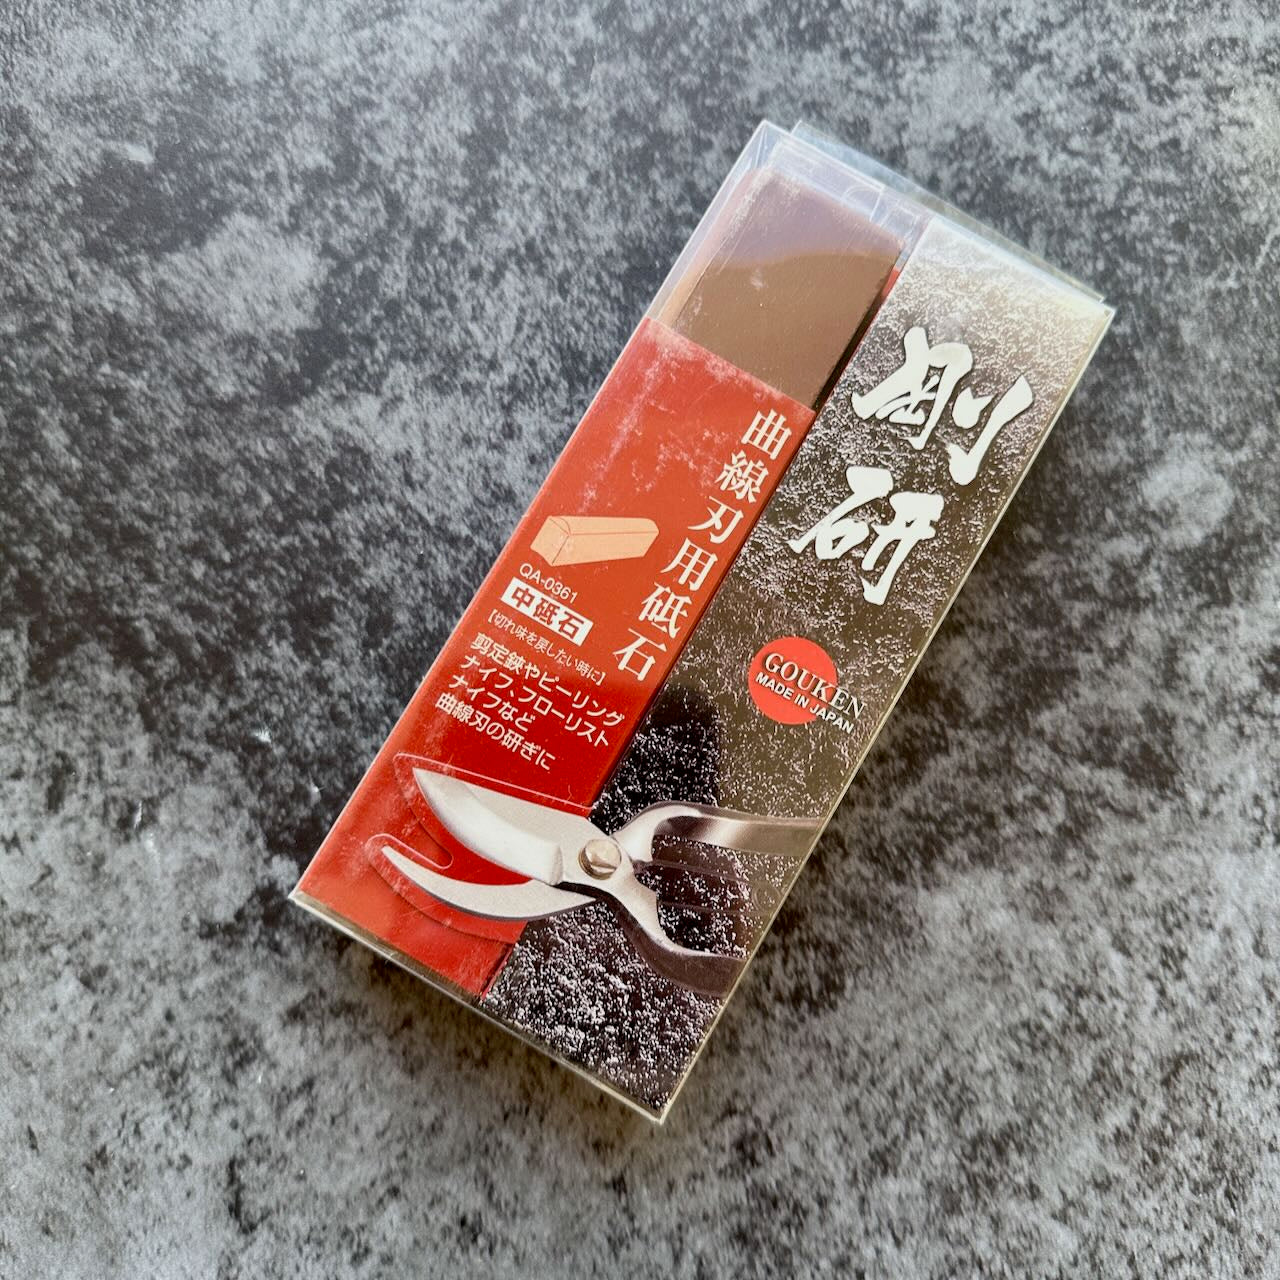 剛研
GOUKEN
MADE IN JAPAN
曲線刃用砥石
QA-0361
中砥石
【切れ味を戻したい時に】
剪定鋏やピーリング
ナイフ、フローリスト
ナイフなど
曲線刃の研ぎに